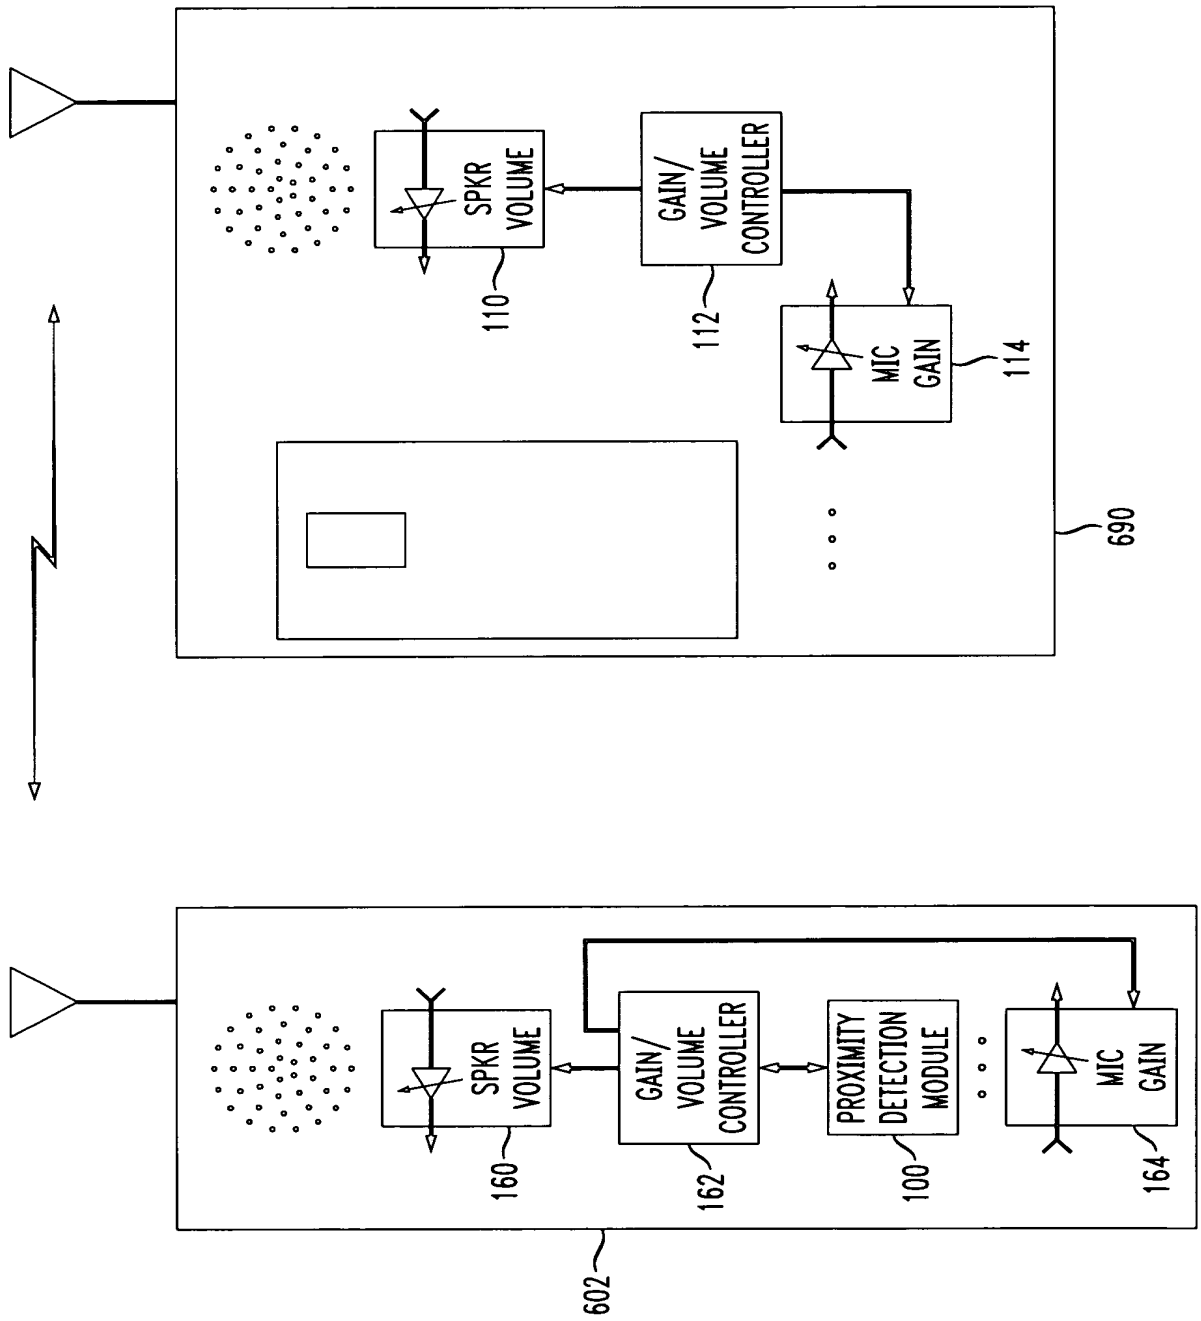 SPKR
VOLUME
160
GAIN/
VOLUME
CONTROLLER
162
PROXIMITY
DETECTION
MODULE
100
MIC
GAIN
164
602
SPKR
VOLUME
110
GAIN/
VOLUME
CONTROLLER
112
MIC
GAIN
114
690